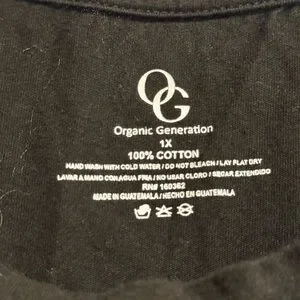 OG
Organic Generation
1X
100% COTTON
HAND WASH WITH COLD WATER / DO NOT BLEACH / LAY FLAT DRY
LAVAR A MANO CON AGUA FRIA / NO USAR CLORO / SEGAR EXTENDIDO
RN# 160362
MADE IN GUATEMALA / HECHO EN GUATEMALA